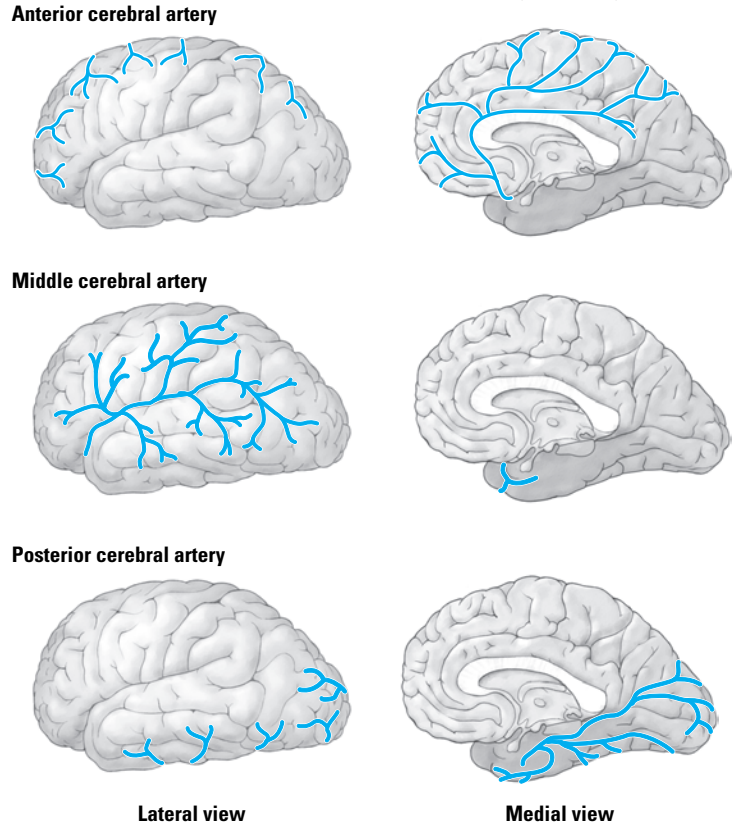 Anterior cerebral artery
Middle cerebral artery
Posterior cerebral artery
Lateral view
Medial view